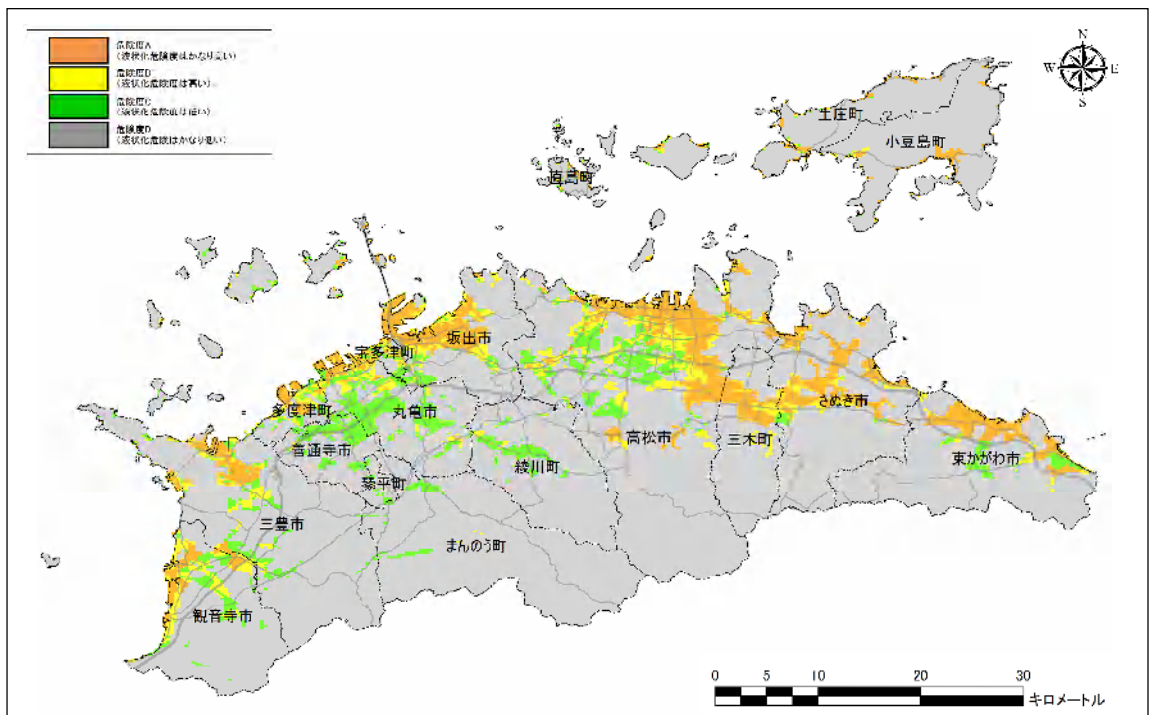 危険度A
(液状化危険度はかなり高い)
危険度B
(液状化危険度は高い)
危険度C
(液状化危険度は低い)
危険度D
(液状化危険はかなり低い)
N
W
E
S
土庄町
小豆島町
直島町
宇多津町
坂出市
多度津町
丸亀市
善通寺市
琴平町
綾川町
高松市
三木町
さぬき市
東かがわ市
三豊市
まんのう町
観音寺市
0 5 10 20 30
キロメートル